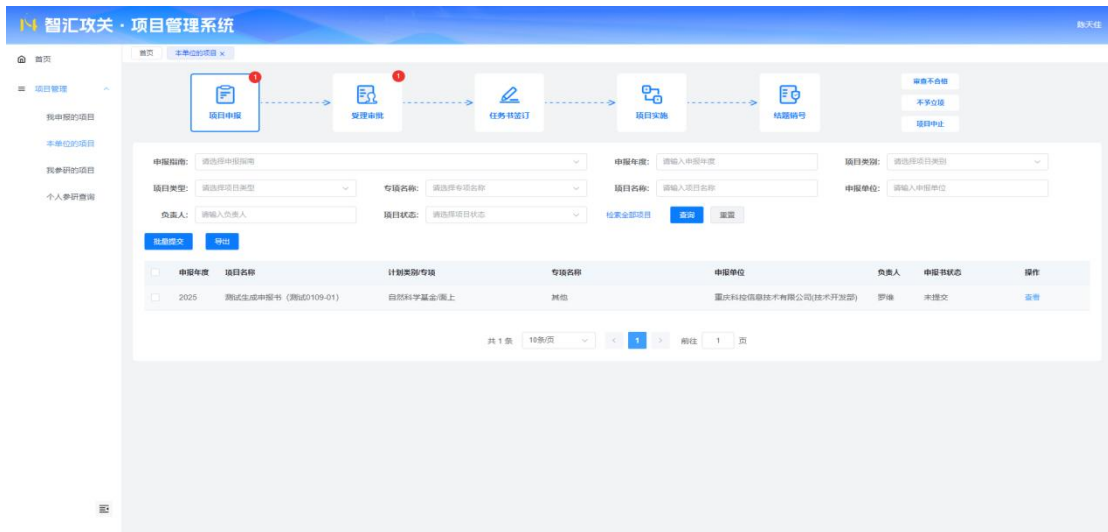 智汇攻关·项目管理系统
首页
项目管理
我申报的项目
本单位的项目
我参研的项目
个人参研查询
首页 本单位的项目 ×
1 1
项目申报 受理审批 任务书签订 项目实施 结题销号
审查不合格
不予立项
项目中止
申报指南: 请选择申报指南 申报年度: 请输入申报年度 项目类别: 请选择项目类别
项目类型: 请选择项目类型 专项名称: 请选择专项名称 项目名称: 请输入项目名称 申报单位: 请输入申报单位
负责人: 请输入负责人 项目状态: 请选择项目状态 检索全部项目 查询 重置
批量提交 导出
申报年度 项目名称 计划类别/专项 专项名称 申报单位 负责人 申报书状态 操作
2025 测试生成申报书 (测试0109-01) 自然科学基金/面上 其他 重庆科控信息技术有限公司(技术开发部) 罗维 未提交 查看
共 1 条 10条/页 < 1 > 前往 1 页